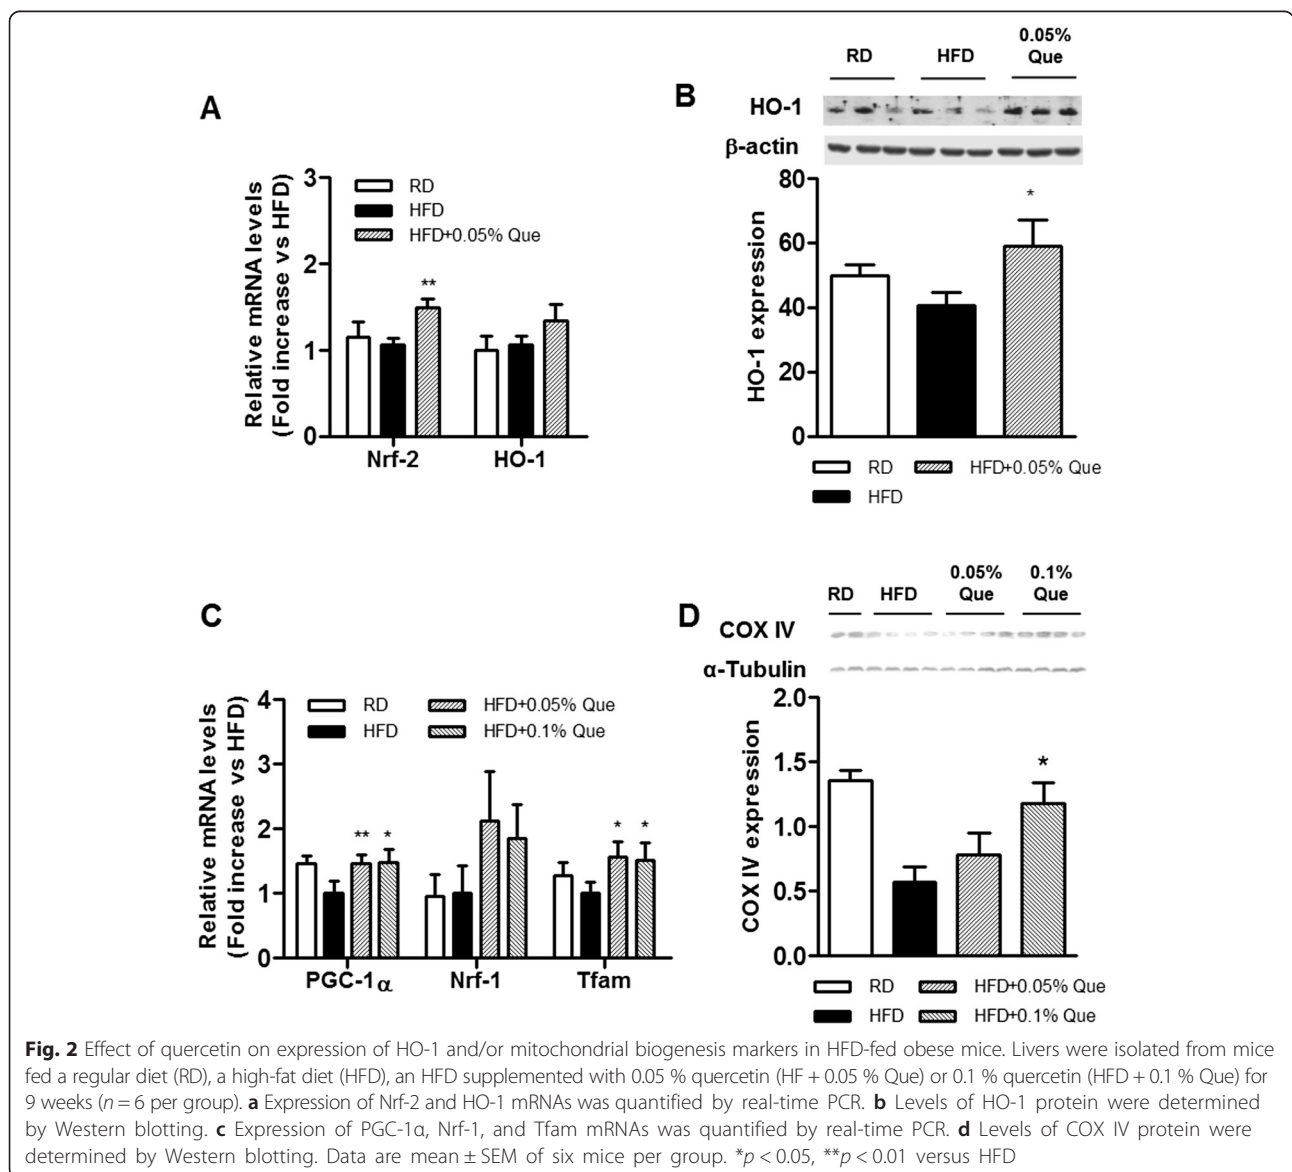 A
Relative mRNA levels
(Fold increase vs HFD)
3
2
1
0
RD
HFD
HFD+0.05% Que
**
Nrf-2
HO-1
B
RD
HFD
0.05%
Que
HO-1
β-actin
HO-1 expression
80
60
40
20
0
*
RD
HFD+0.05% Que
HFD
C
Relative mRNA levels
(Fold increase vs HFD)
4
3
2
1
0
RD
HFD+0.05% Que
HFD
HFD+0.1% Que
**
*
*
*
PGC-1α
Nrf-1
Tfam
D
RD
HFD
0.05%
Que
0.1%
Que
COX IV
α-Tubulin
COX IV expression
2.0
1.5
1.0
0.5
0.0
*
RD
HFD+0.05% Que
HFD
HFD+0.1% Que
Fig. 2 Effect of quercetin on expression of HO-1 and/or mitochondrial biogenesis markers in HFD-fed obese mice. Livers were isolated from mice
fed a regular diet (RD), a high-fat diet (HFD), an HFD supplemented with 0.05 % quercetin (HF + 0.05 % Que) or 0.1 % quercetin (HFD + 0.1 % Que) for
9 weeks (n = 6 per group). a Expression of Nrf-2 and HO-1 mRNAs was quantified by real-time PCR. b Levels of HO-1 protein were determined
by Western blotting. c Expression of PGC-1α, Nrf-1, and Tfam mRNAs was quantified by real-time PCR. d Levels of COX IV protein were
determined by Western blotting. Data are mean ± SEM of six mice per group. *p < 0.05, **p < 0.01 versus HFD